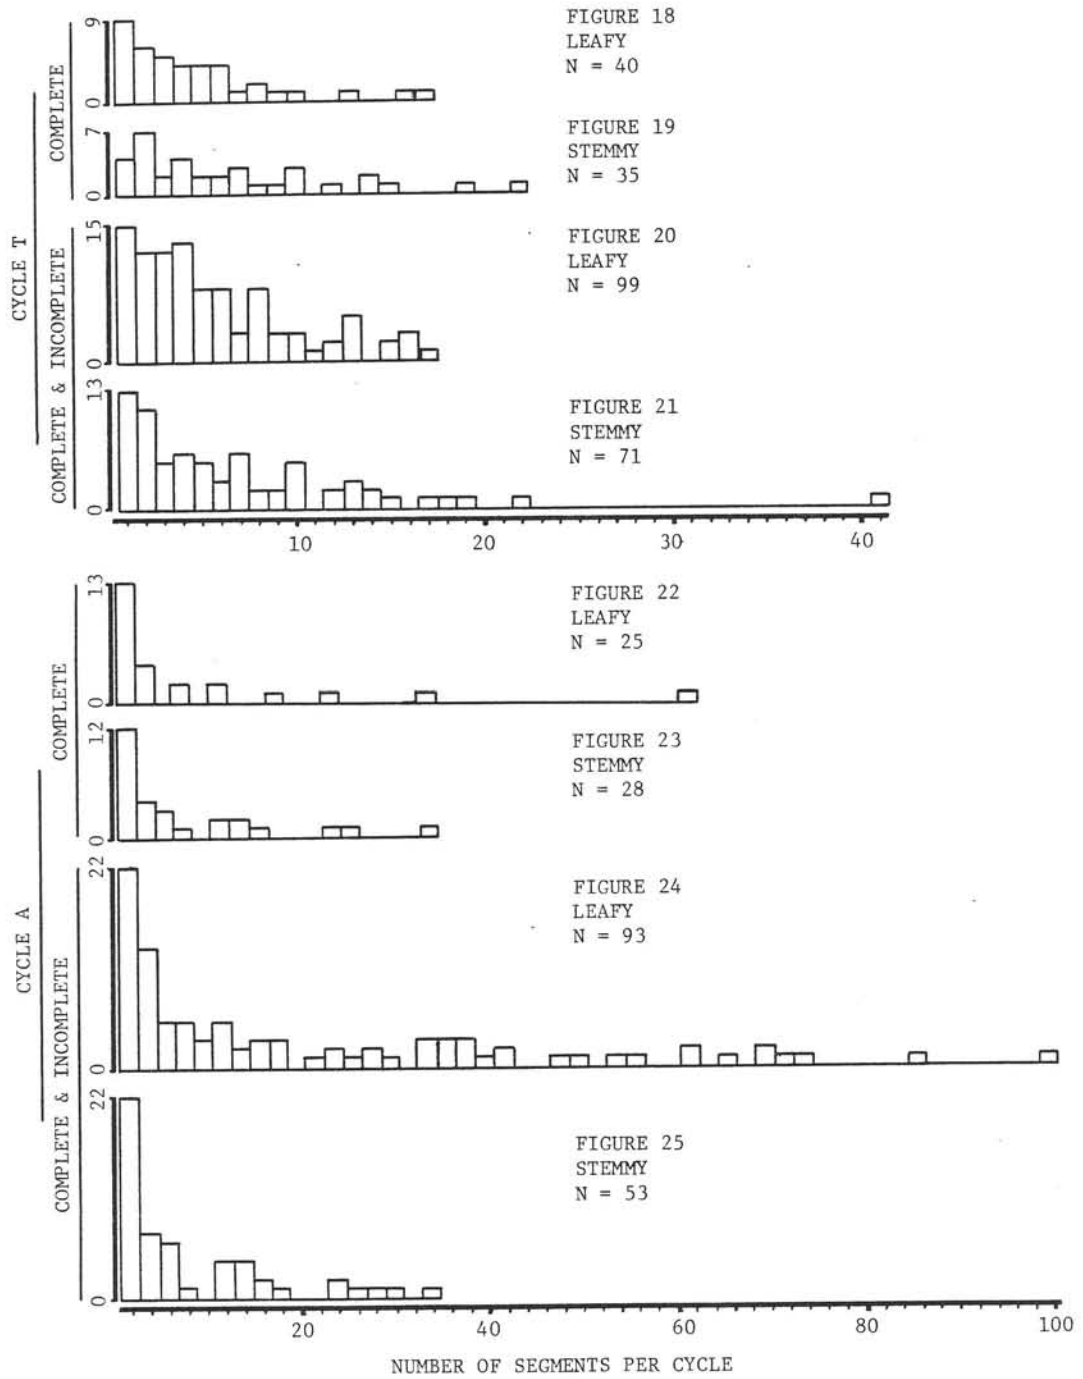 CYCLE T
COMPLETE
9
0
FIGURE 18
LEAFY
N = 40
7
0
FIGURE 19
STEMMY
N = 35
COMPLETE & INCOMPLETE
15
0
FIGURE 20
LEAFY
N = 99
13
0
FIGURE 21
STEMMY
N = 71
10 20 30 40
CYCLE A
COMPLETE
13
0
FIGURE 22
LEAFY
N = 25
12
0
FIGURE 23
STEMMY
N = 28
COMPLETE & INCOMPLETE
22
0
FIGURE 24
LEAFY
N = 93
22
0
FIGURE 25
STEMMY
N = 53
20 40 60 80 100
NUMBER OF SEGMENTS PER CYCLE